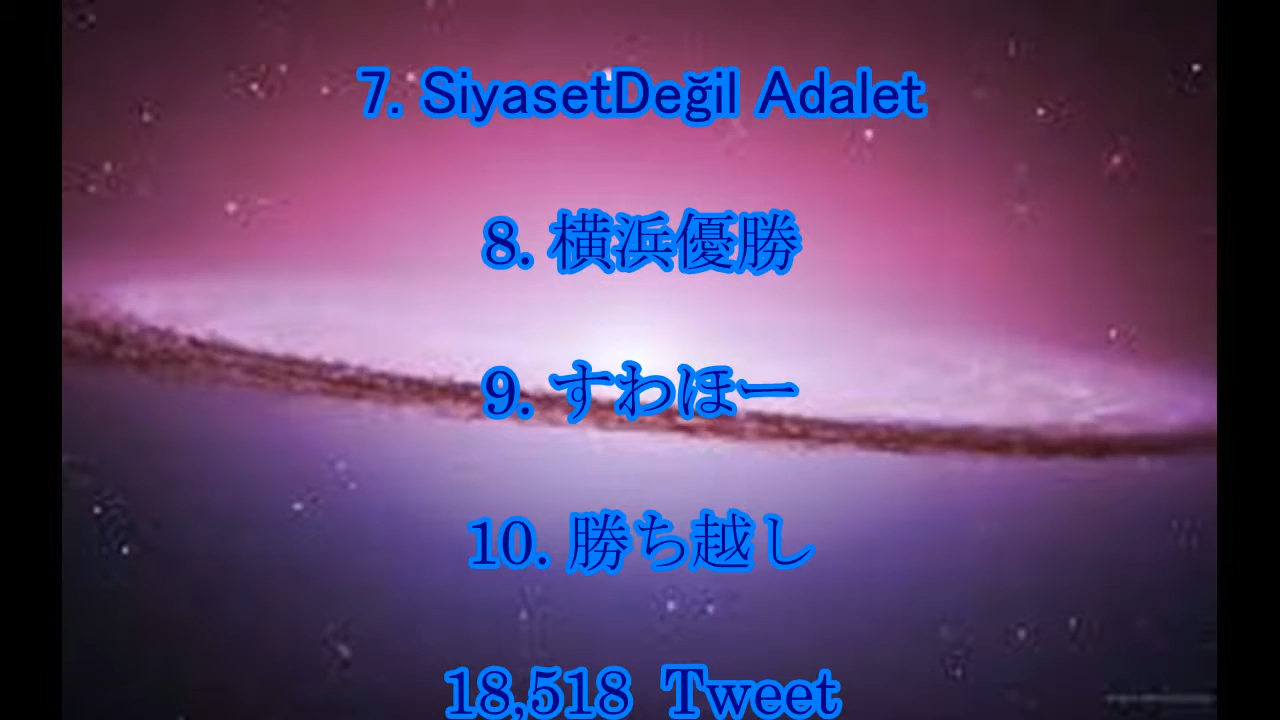 7. SiyasetDeğil Adalet
8. 横浜優勝
9. すわほー
10. 勝ち越し
18,518 Tweet